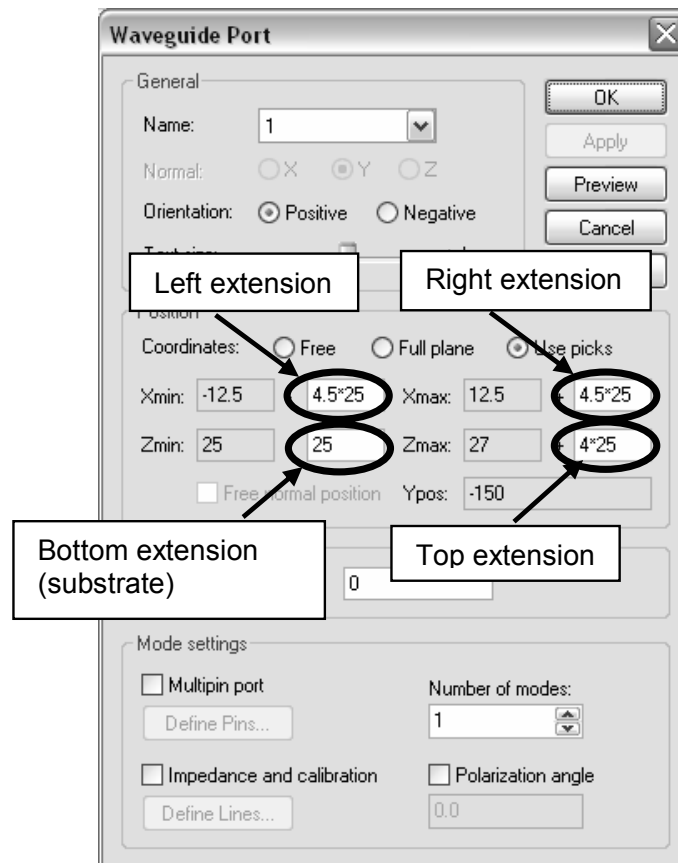 Waveguide Port
General
OK
Name: 1
Apply
Normal: X Y Z
Preview
Orientation: Positive Negative
Cancel
Left extension
Right extension
Position
Coordinates: Free Full plane Use picks
Xmin: -12.5 - 4.5*25 Xmax: 12.5 + 4.5*25
Zmin: 25 25 Zmax: 27 + 4*25
Free normal position Ypos: -150
Bottom extension
(substrate)
Top extension
0
Mode settings
Multipin port
Number of modes:
Define Pins...
1
Impedance and calibration
Polarization angle
Define Lines...
0.0